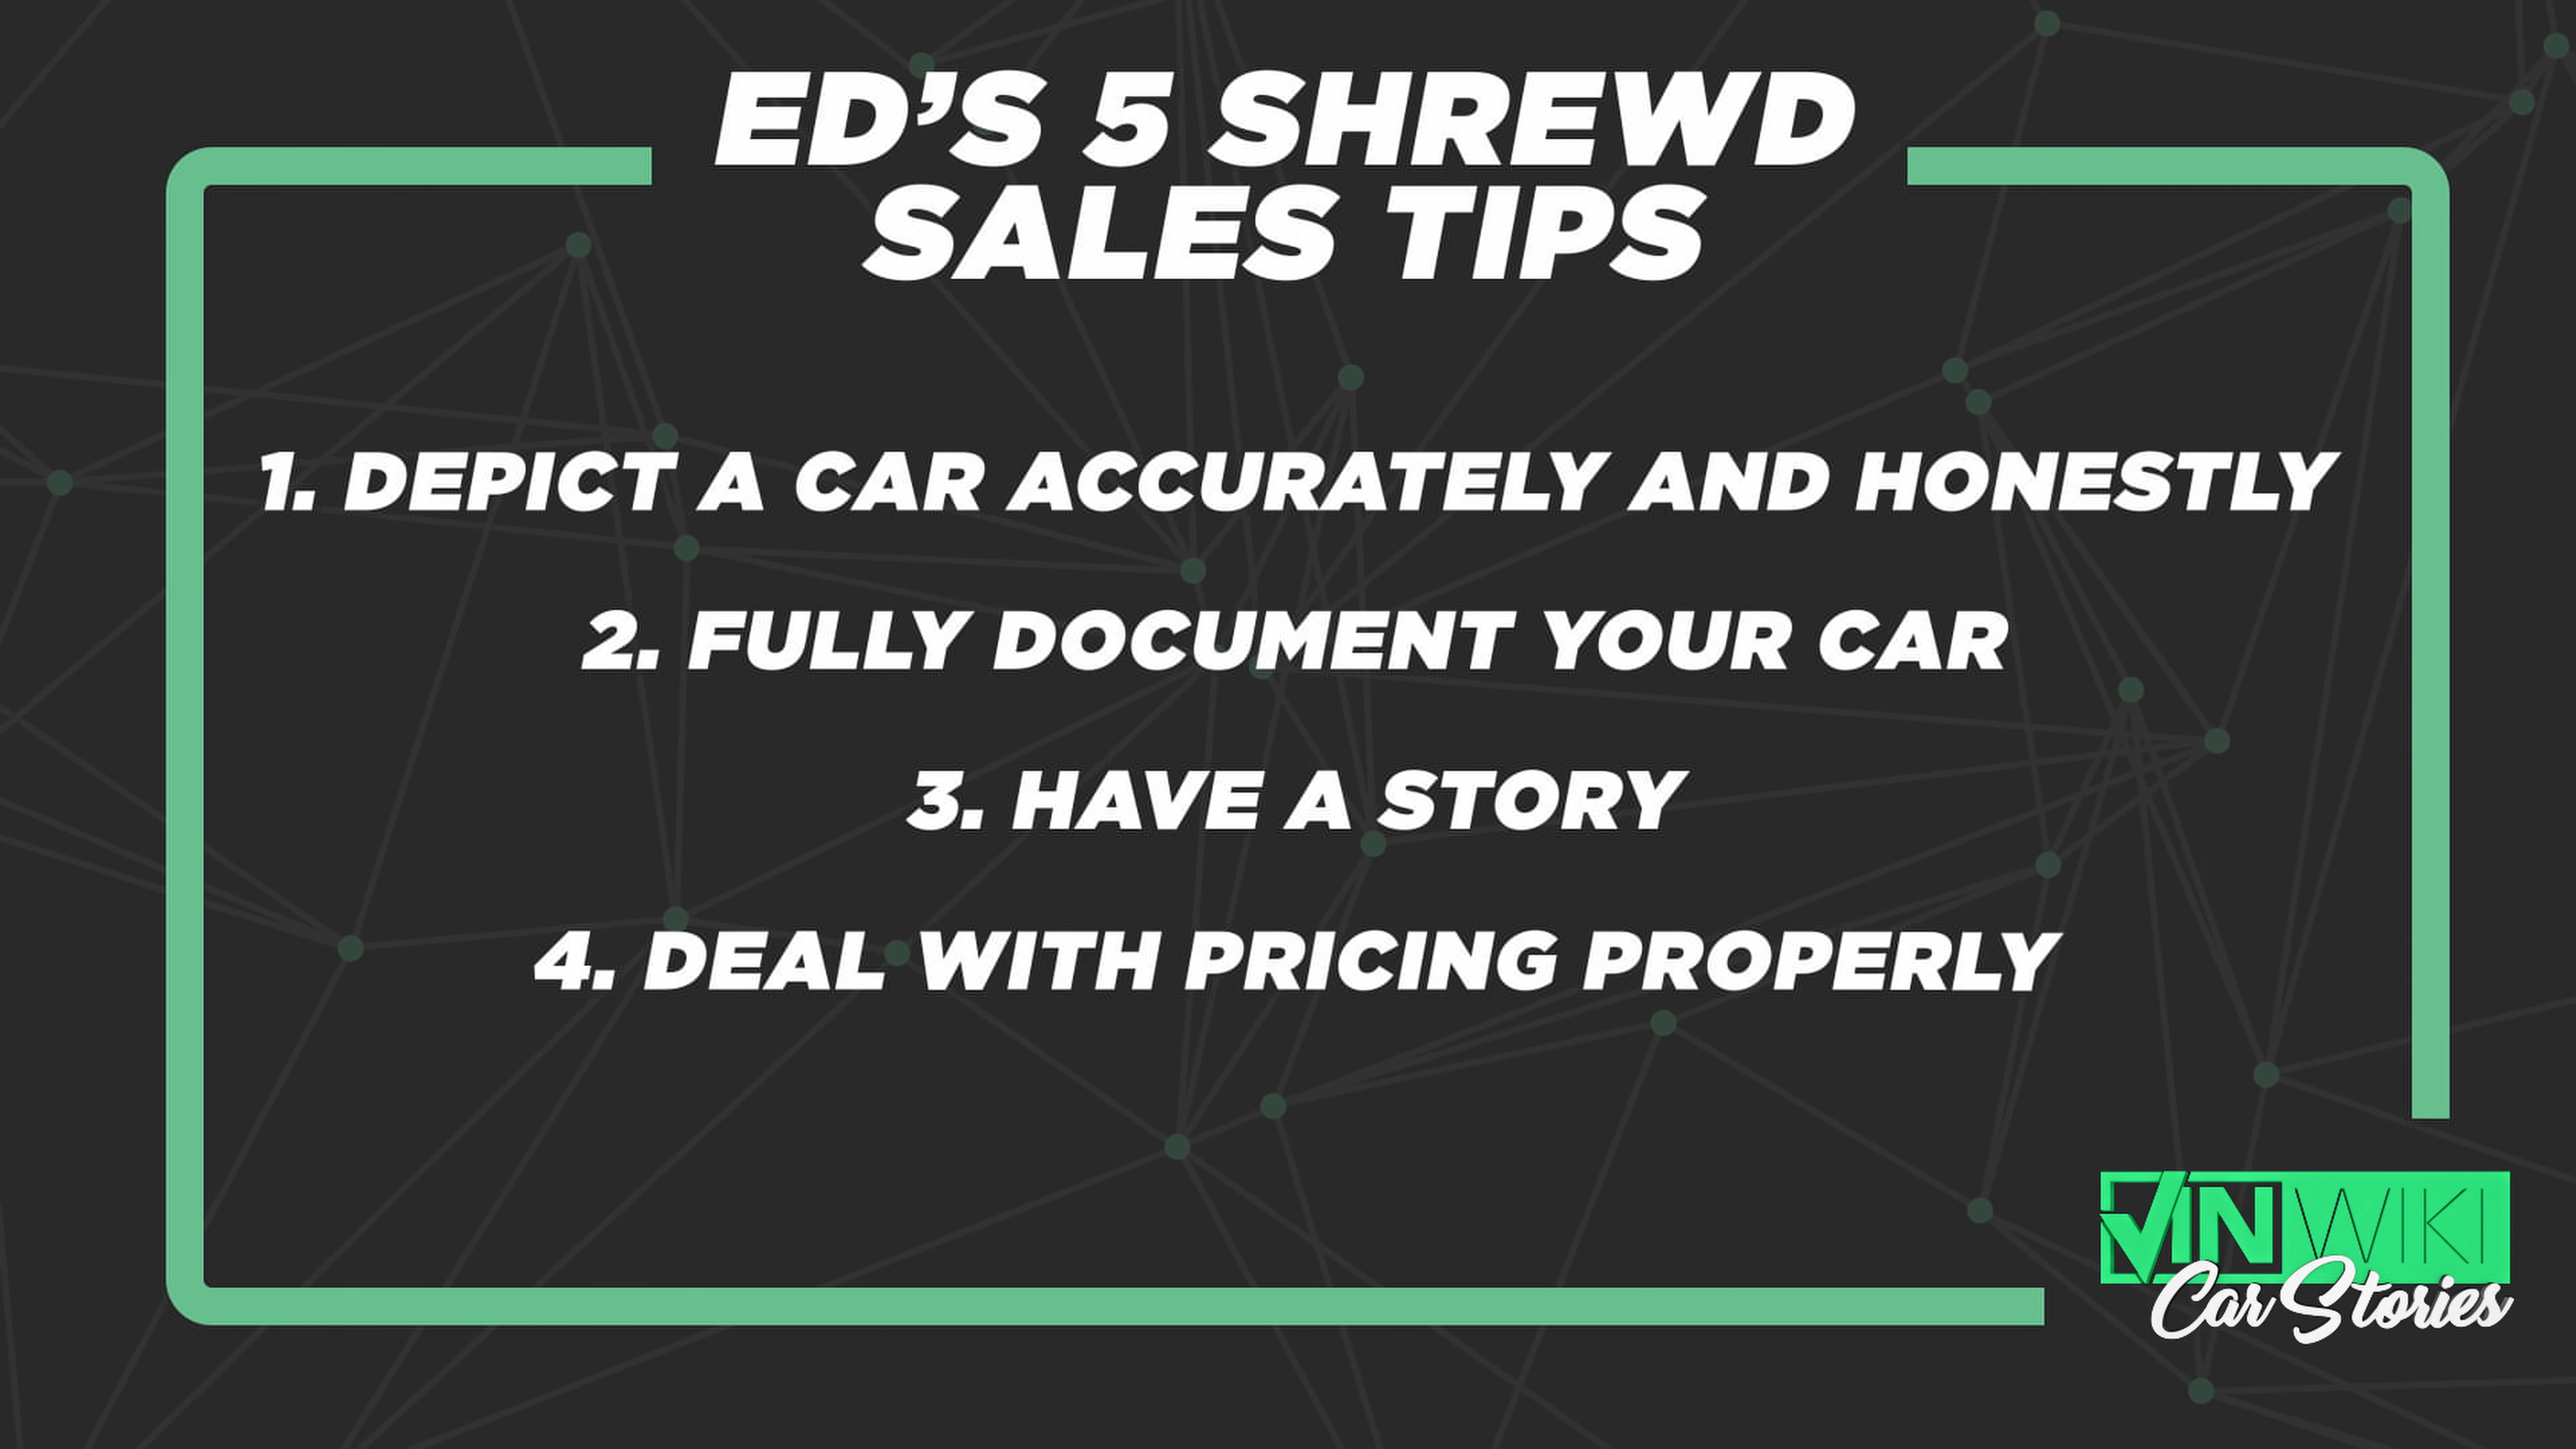 ED'S 5 SHREWD
SALES TIPS
1. DEPICT A CAR ACCURATELY AND HONESTLY
2. FULLY DOCUMENT YOUR CAR
3. HAVE A STORY
4. DEAL WITH PRICING PROPERLY
VINWIKI
Car Stories